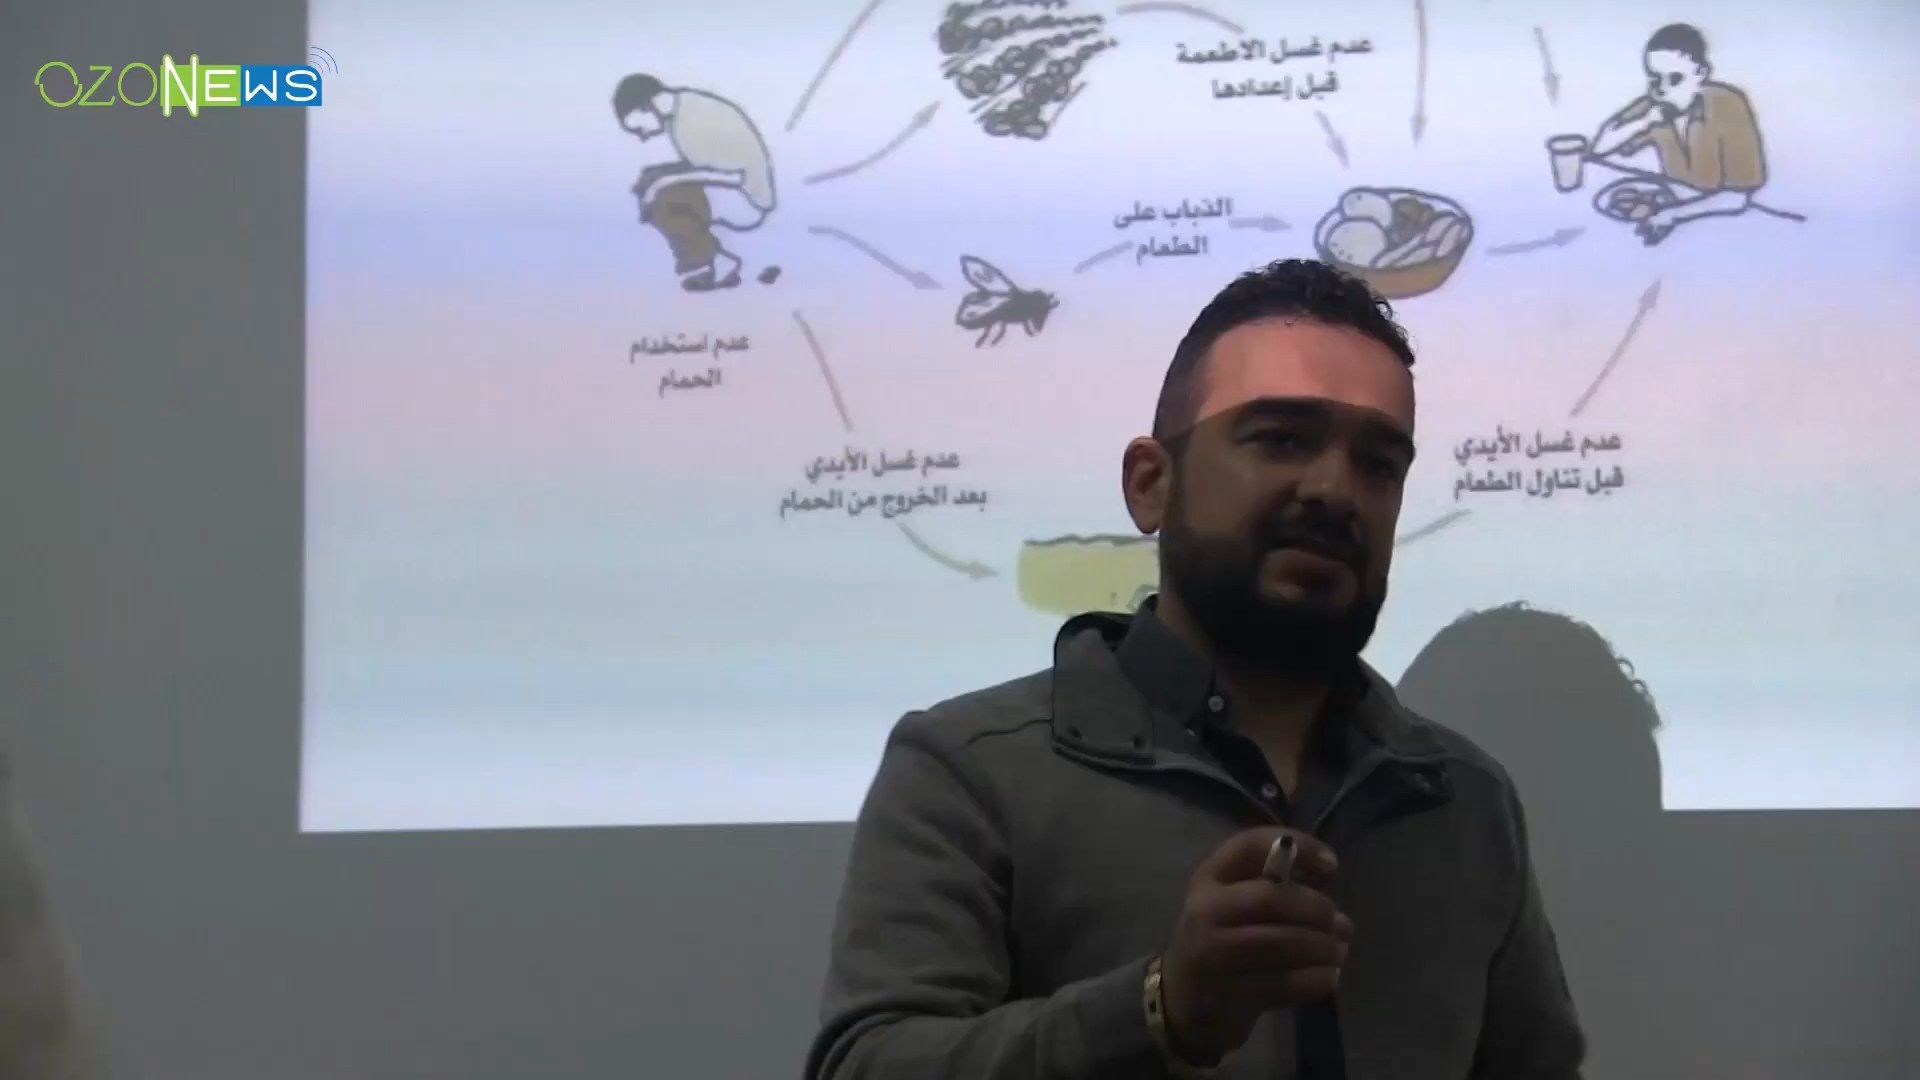 OZONEWS
عدم غسل الاطعمة
قبل إعدادها
الذباب على
الطعام
عدم استخدام
الحمام
عدم غسل الأيدي
قبل تناول الطعام
عدم غسل الأيدي
بعد الخروج من الحمام